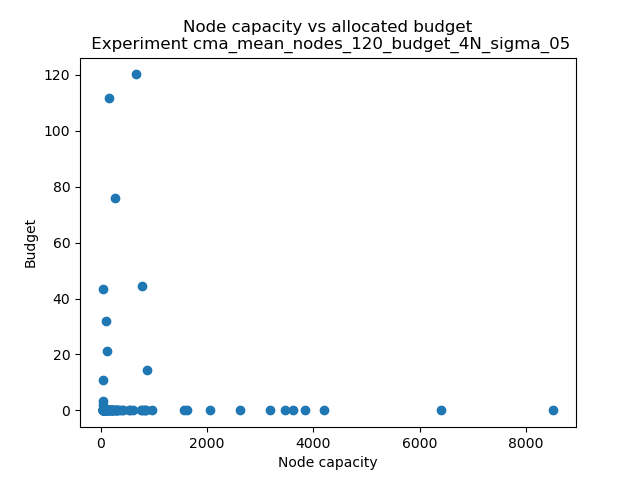 Node capacity vs allocated budget
Experiment cma_mean_nodes_120_budget_4N_sigma_05
120
100
80
60
40
20
0
Budget
0 2000 4000 6000 8000
Node capacity